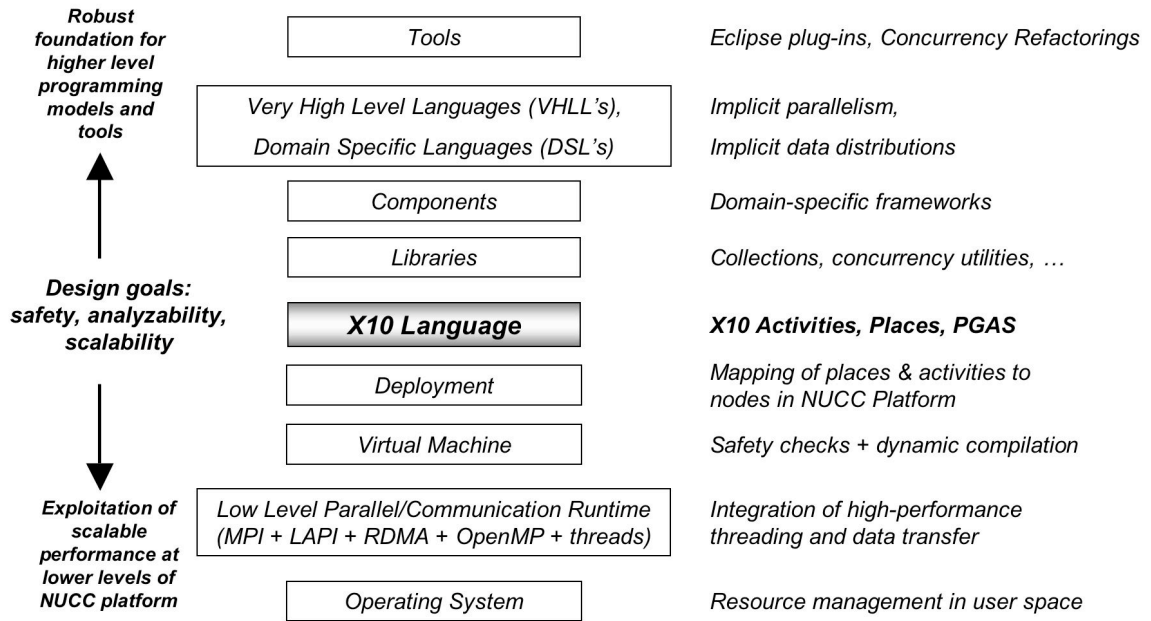 Robust
foundation for
higher level
programming
models and
tools
Design goals:
safety, analyzability,
scalability
Exploitation of
scalable
performance at
lower levels of
NUCC platform
Tools
Eclipse plug-ins, Concurrency Refactorings
Very High Level Languages (VHLL's),
Domain Specific Languages (DSL's)
Implicit parallelism,
Implicit data distributions
Components
Domain-specific frameworks
Libraries
Collections, concurrency utilities, …
X10 Language
X10 Activities, Places, PGAS
Deployment
Mapping of places & activities to
nodes in NUCC Platform
Virtual Machine
Safety checks + dynamic compilation
Low Level Parallel/Communication Runtime
(MPI + LAPI + RDMA + OpenMP + threads)
Integration of high-performance
threading and data transfer
Operating System
Resource management in user space